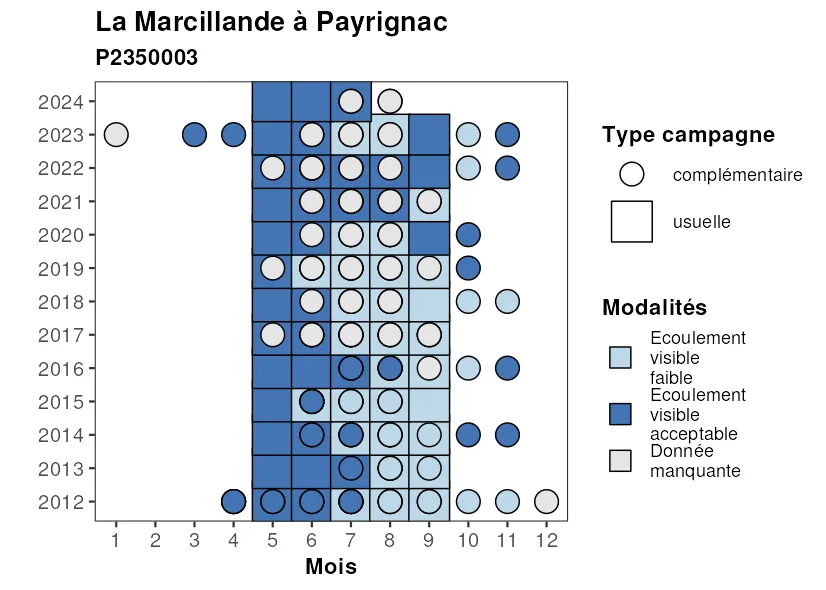 La Marcillande à Payrignac
P2350003
2024
2023
2022
2021
2020
2019
2018
2017
2016
2015
2014
2013
2012
1 2 3 4 5 6 7 8 9 10 11 12
Mois
Type campagne
complémentaire
usuelle
Modalités
Ecoulement
visible
faible
Ecoulement
visible
acceptable
Donnée
manquante